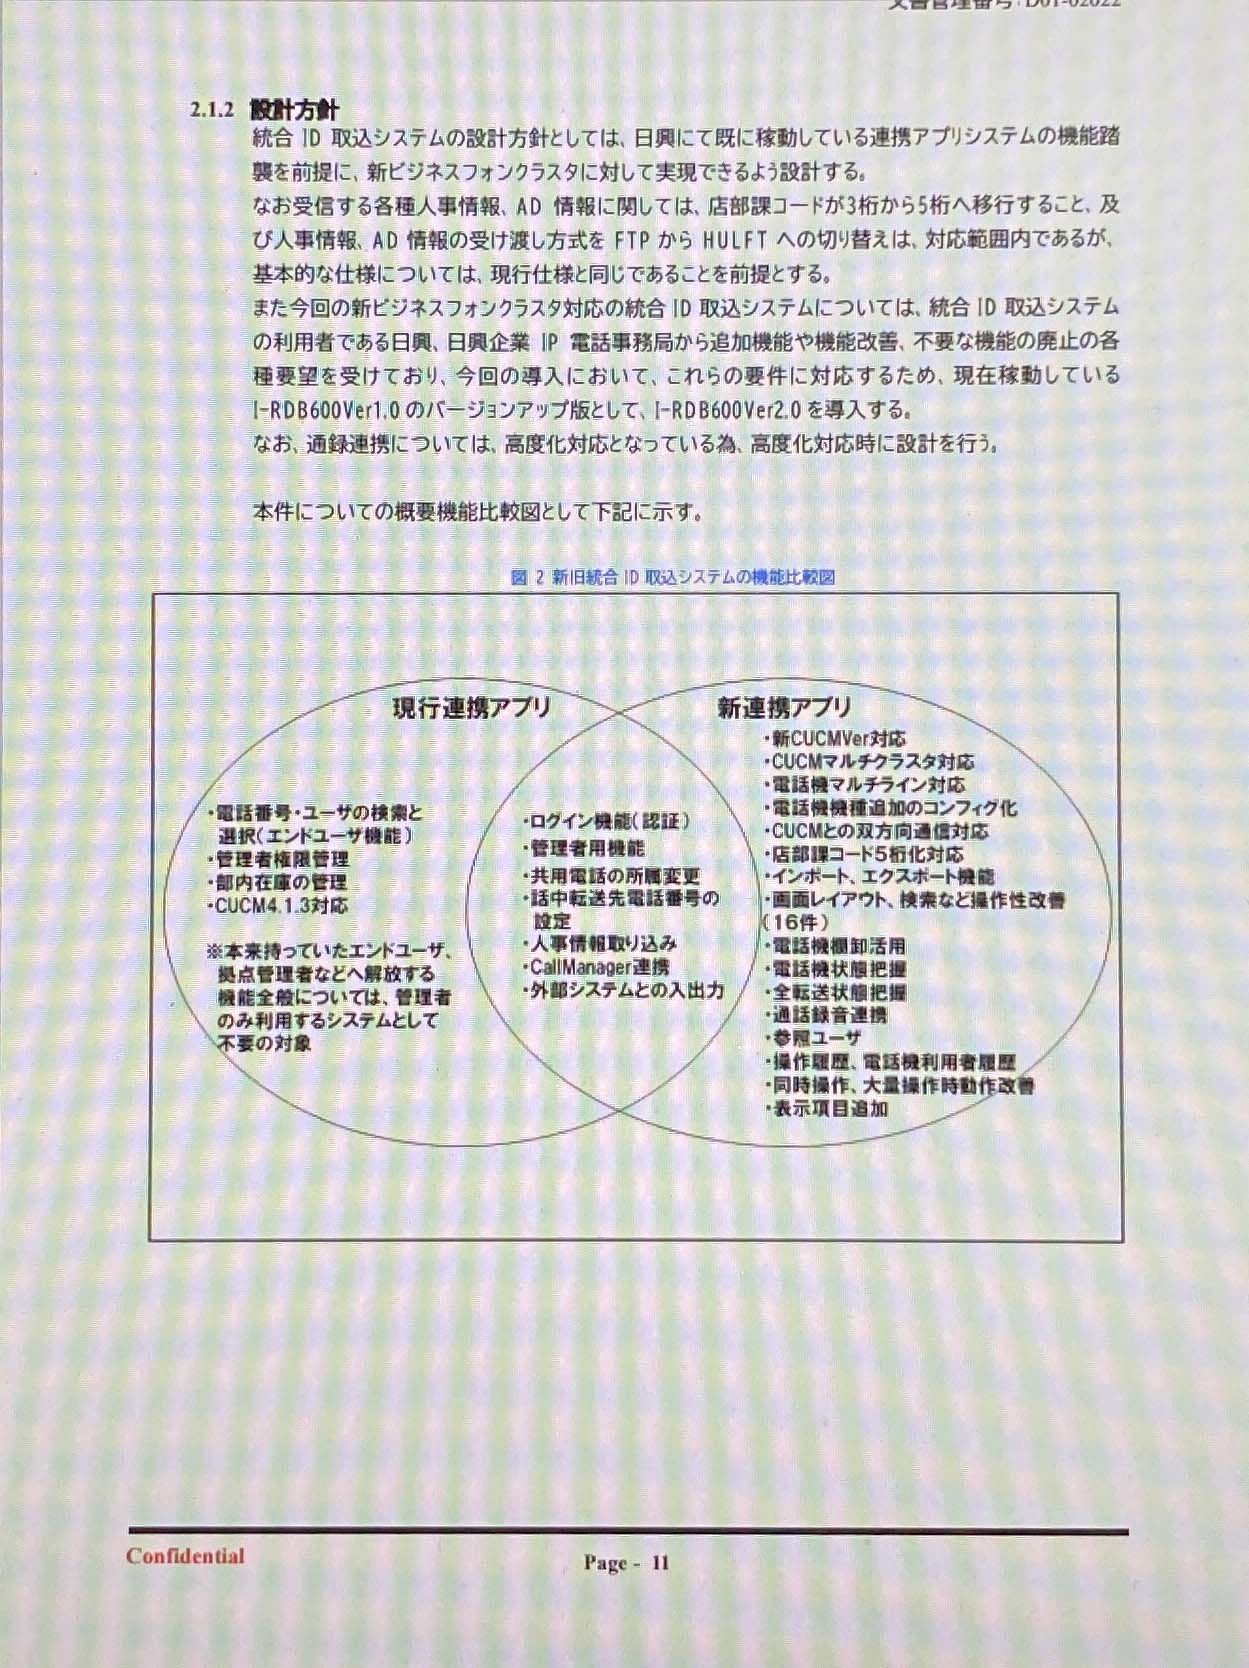 文書管理番号:D01-02022
2.1.2 設計方針
統合 ID 取込システムの設計方針としては、日興にて既に稼動している連携アプリシステムの機能踏
襲を前提に、新ビジネスフォンクラスタに対して実現できるよう設計する。
なお受信する各種人事情報、AD 情報に関しては、店部課コードが3桁から5桁へ移行すること、及
び人事情報、AD 情報の受け渡し方式を FTP から HULFT への切り替えは、対応範囲内であるが、
基本的な仕様については、現行仕様と同じであることを前提とする。
また今回の新ビジネスフォンクラスタ対応の統合 ID 取込システムについては、統合 ID 取込システム
の利用者である日興、日興企業 IP 電話事務局から追加機能や機能改善、不要な機能の廃止の各
種要望を受けており、今回の導入において、これらの要件に対応するため、現在稼動している
I-RDB600Ver1.0 のバージョンアップ版として、I-RDB600Ver2.0 を導入する。
なお、通録連携については、高度化対応となっている為、高度化対応時に設計を行う。
本件についての概要機能比較図として下記に示す。
図 2 新旧統合 ID 取込システムの機能比較図
現行連携アプリ
・電話番号・ユーザの検索と
選択(エンドユーザ機能)
・管理者権限管理
・部内在庫の管理
・CUCM4.1.3対応
※本来持っていたエンドユーザ、
拠点管理者などへ解放する
機能全般については、管理者
のみ利用するシステムとして
不要の対象
・ログイン機能(認証)
・管理者用機能
・共用電話の所属変更
・話中転送先電話番号の
設定
・人事情報取り込み
・CallManager連携
・外部システムとの入出力
新連携アプリ
・新CUCMVer対応
・CUCMマルチクラスタ対応
・電話機マルチライン対応
・電話機機種追加のコンフィグ化
・CUCMとの双方向通信対応
・店部課コード5桁化対応
・インポート、エクスポート機能
・画面レイアウト、検索など操作性改善
(16件)
・電話機棚卸活用
・電話機状態把握
・全転送状態把握
・通話録音連携
・参照ユーザ
・操作履歴、電話機利用者履歴
・同時操作、大量操作時動作改善
・表示項目追加
Confidential
Page - 11